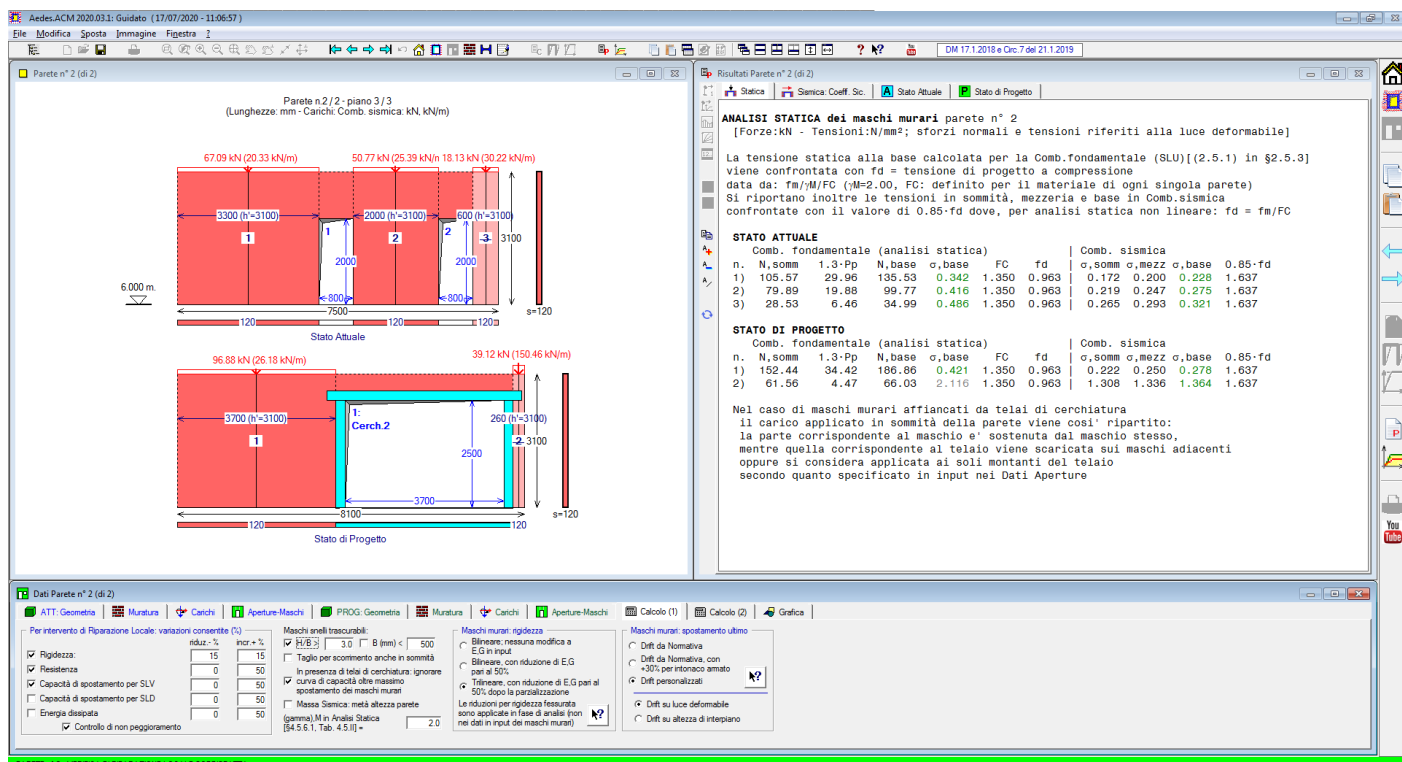 Aedes.ACM 2020.03.1: Guidato ( 17/07/2020 - 11:06:57 )
File Modifica Sposta Immagine Finestra ?
DM 17.1.2018 e Circ.7 del 21.1.2019
Parete n° 2 (di 2)
Parete n.2 / 2 - piano 3 / 3
(Lunghezze: mm - Carichi: Comb. sismica: kN, kN/m)
67.09 kN (20.33 kN/m) 50.77 kN (25.39 kN/n 18.13 kN (30.22 kN/m)
3300 (h'=3100) 2000 (h'=3100) 600 (h'=3100)
1 1 2 2 3 3100
2000 2000
6.000 m.
800 800
7500 s=120
120 120 120
Stato Attuale
39.12 kN (150.46 kN/m)
96.88 kN (26.18 kN/m)
3700 (h'=3100) 1: 260 (h'=3100)
Cerch.2
1 2 3100
2500
3700
8100 s=120
120 120
Stato di Progetto
Risultati Parete n° 2 (di 2)
Statica Sismica: Coeff. Sic. A Stato Attuale P Stato di Progetto
ANALISI STATICA dei maschi murari parete n° 2
[Forze:kN - Tensioni:N/mm²; sforzi normali e tensioni riferiti alla luce deformabile]
La tensione statica alla base calcolata per la Comb.fondamentale (SLU)[(2.5.1) in §2.5.3]
viene confrontata con fd = tensione di progetto a compressione
data da: fm/γM/FC (γM=2.00, FC: definito per il materiale di ogni singola parete)
Si riportano inoltre le tensioni in sommità, mezzeria e base in Comb.sismica
confrontate con il valore di 0.85·fd dove, per analisi statica non lineare: fd = fm/FC
STATO ATTUALE
Comb. fondamentale (analisi statica) | Comb. sismica
n. N,somm 1.3·Pp N,base σ,base FC fd | σ,somm σ,mezz σ,base 0.85·fd
1) 105.57 29.96 135.53 0.342 1.350 0.963 | 0.172 0.200 0.228 1.637
2) 79.89 19.88 99.77 0.416 1.350 0.963 | 0.219 0.247 0.275 1.637
3) 28.53 6.46 34.99 0.486 1.350 0.963 | 0.265 0.293 0.321 1.637
STATO DI PROGETTO
Comb. fondamentale (analisi statica) | Comb. sismica
n. N,somm 1.3·Pp N,base σ,base FC fd | σ,somm σ,mezz σ,base 0.85·fd
1) 152.44 34.42 186.86 0.421 1.350 0.963 | 0.222 0.250 0.278 1.637
2) 61.56 4.47 66.03 2.116 1.350 0.963 | 1.308 1.336 1.364 1.637
Nel caso di maschi murari affiancati da telai di cerchiatura
il carico applicato in sommità della parete viene cosi' ripartito:
la parte corrispondente al maschio e' sostenuta dal maschio stesso,
mentre quella corrispondente al telaio viene scaricata sui maschi adiacenti
oppure si considera applicata ai soli montanti del telaio
secondo quanto specificato in input nei Dati Aperture
You
Tube
Dati Parete n° 2 (di 2)
ATT: Geometria Muratura Carichi Aperture-Maschi PROG: Geometria Muratura Carichi Aperture-Maschi Calcolo (1) Calcolo (2) Grafica
Per intervento di Riparazione Locale: variazioni consentite (%)
riduz.- % incr.+ %
Rigidezza: 15 15
Resistenza 0 50
Capacità di spostamento per SLV 0 50
Capacità di spostamento per SLD 0 50
Energia dissipata 0 50
Controllo di non peggioramento
Maschi snelli trascurabili:
H/B > 3.0 B (mm) < 500
Taglio per scorrimento anche in sommità
In presenza di telai di cerchiatura: ignorare
curva di capacità oltre massimo
spostamento dei maschi murari
Massa Sismica: metà altezza parete
(gamma),M in Analisi Statica
[§4.5.6.1, Tab. 4.5.II] = 2.0
Maschi murari: rigidezza
Bilineare; nessuna modifica a
E,G in input
Bilineare, con riduzione di E,G
pari al 50%
Trilineare, con riduzione di E,G pari al
50% dopo la parzializzazione
Le riduzioni per rigidezza fessurata
sono applicate in fase di analisi (non
nei dati in input dei maschi murari)
Maschi murari: spostamento ultimo
Drift da Normativa
Drift da Normativa, con
+30% per intonaco armato
Drift personalizzati
Drift su luce deformabile
Drift su altezza di interpiano